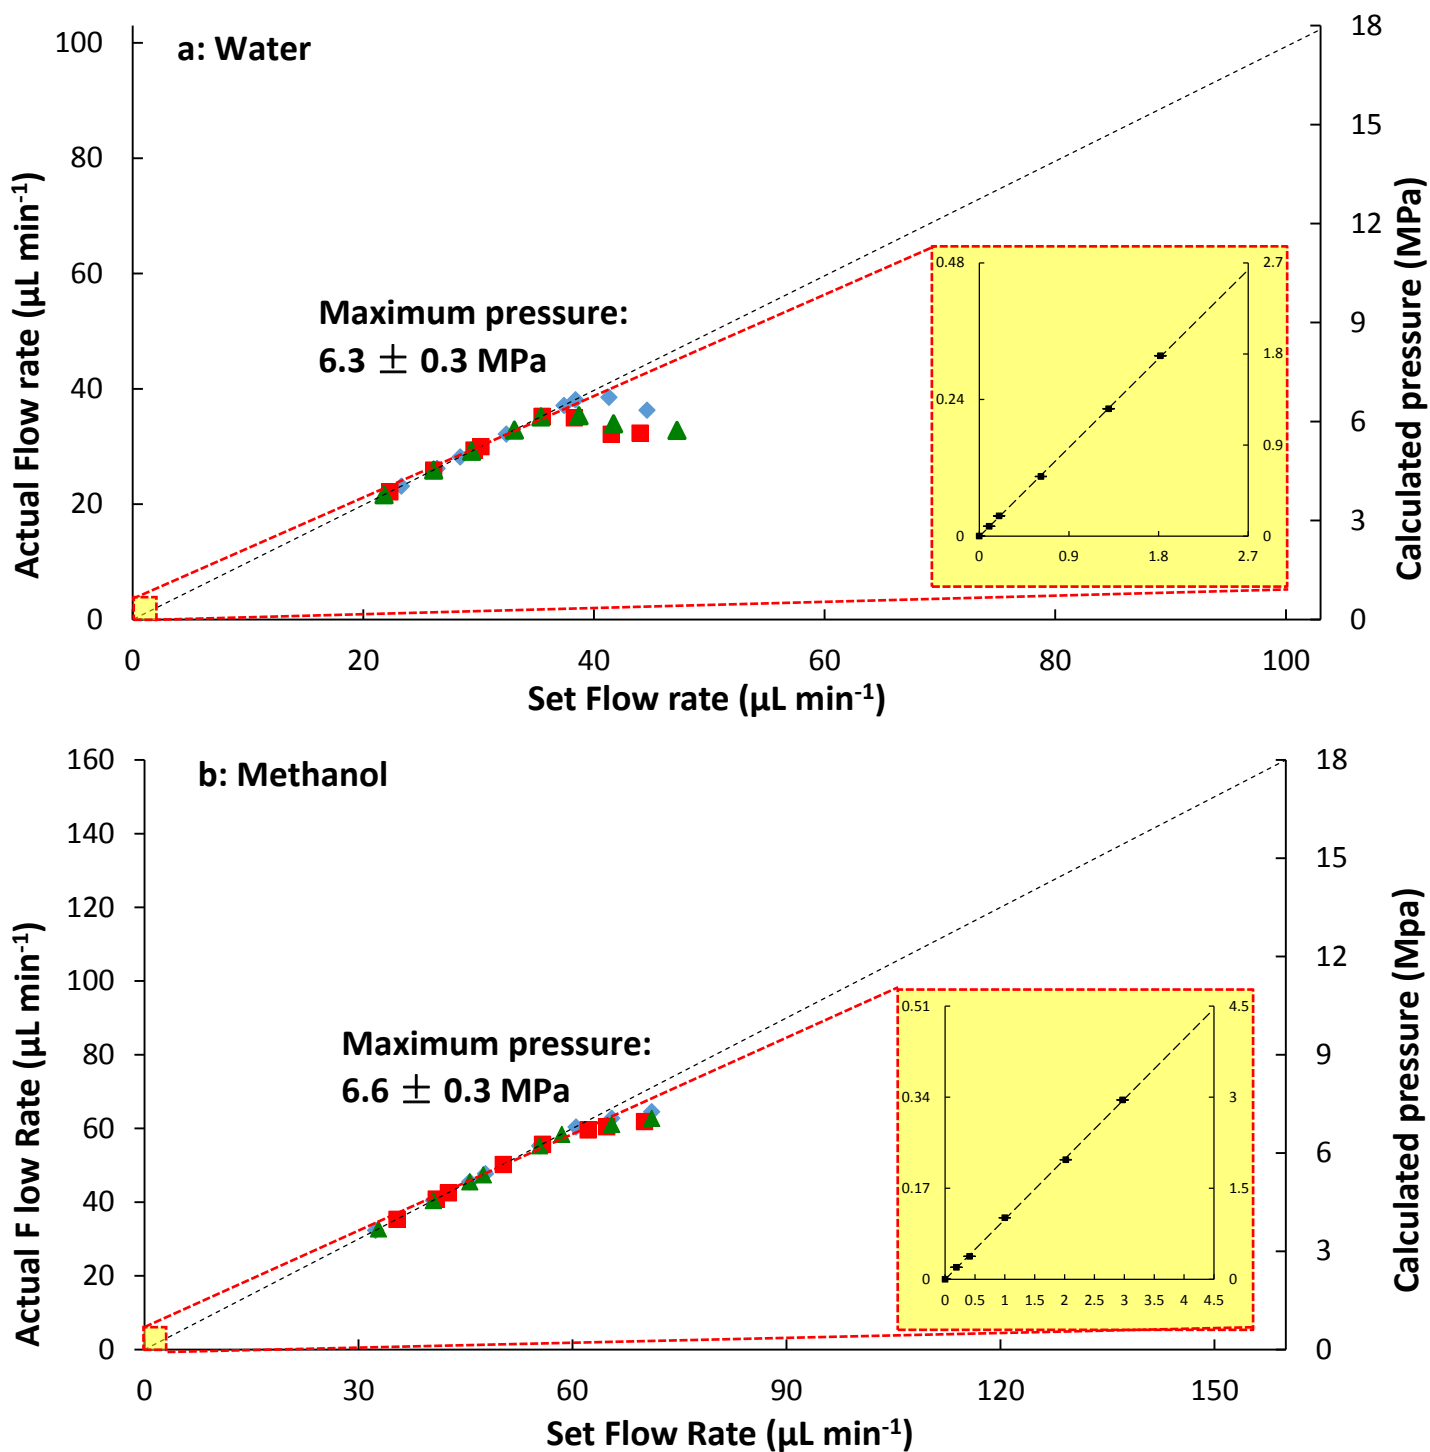 a: Water
100
80
60
40
20
0
Actual Flow rate (µL min⁻¹)
18
15
12
9
6
3
0
Calculated pressure (MPa)
Maximum pressure:
6.3 ± 0.3 MPa
0.48
0.24
0
2.7
1.8
0.9
0
0 0.9 1.8 2.7
0 20 40 60 80 100
Set Flow rate (µL min⁻¹)
b: Methanol
160
140
120
100
80
60
40
20
0
Actual F low Rate (µL min⁻¹)
18
15
12
9
6
3
0
Calculated pressure (Mpa)
Maximum pressure:
6.6 ± 0.3 MPa
0.51
0.34
0.17
0
4.5
3
1.5
0
0 0.5 1 1.5 2 2.5 3 3.5 4 4.5
0 30 60 90 120 150
Set Flow Rate (µL min⁻¹)